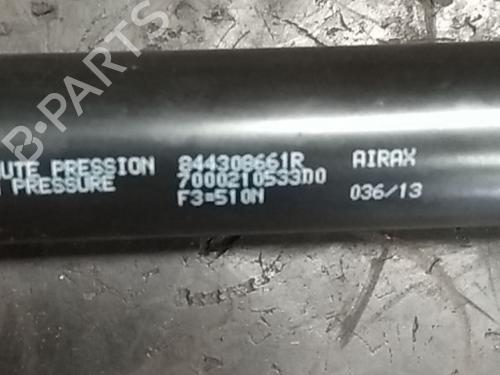 UTE PRESSION 844308661R AIRAX
PRESSURE 7000210533D0 036/13
F3=510N
B-PARTS